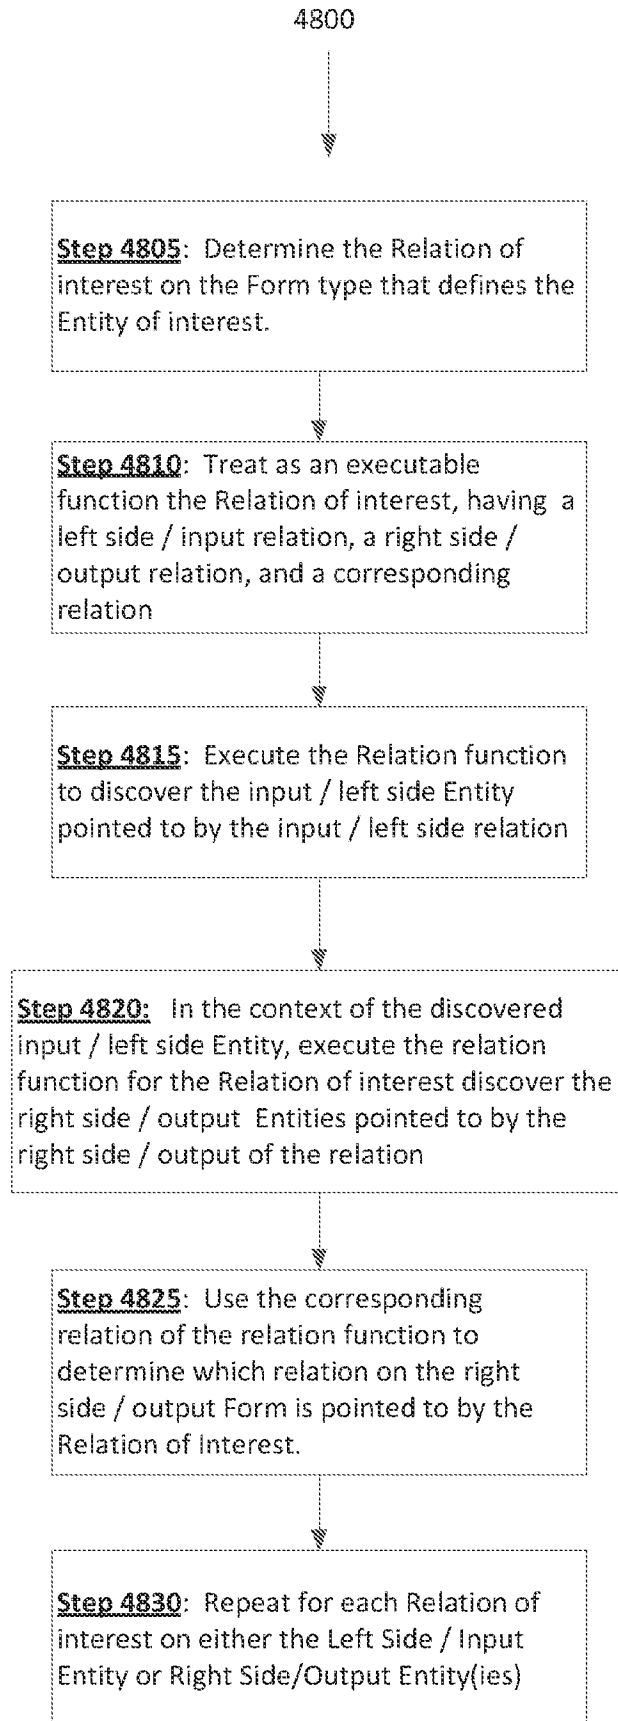 4800
Step 4805: Determine the Relation of
interest on the Form type that defines the
Entity of interest.
Step 4810: Treat as an executable
function the Relation of interest, having a
left side / input relation, a right side /
output relation, and a corresponding
relation
Step 4815: Execute the Relation function
to discover the input / left side Entity
pointed to by the input / left side relation
Step 4820: In the context of the discovered
input / left side Entity, execute the relation
function for the Relation of interest discover the
right side / output Entities pointed to by the
right side / output of the relation
Step 4825: Use the corresponding
relation of the relation function to
determine which relation on the right
side / output Form is pointed to by the
Relation of Interest.
Step 4830: Repeat for each Relation of
interest on either the Left Side / Input
Entity or Right Side/Output Entity(ies)